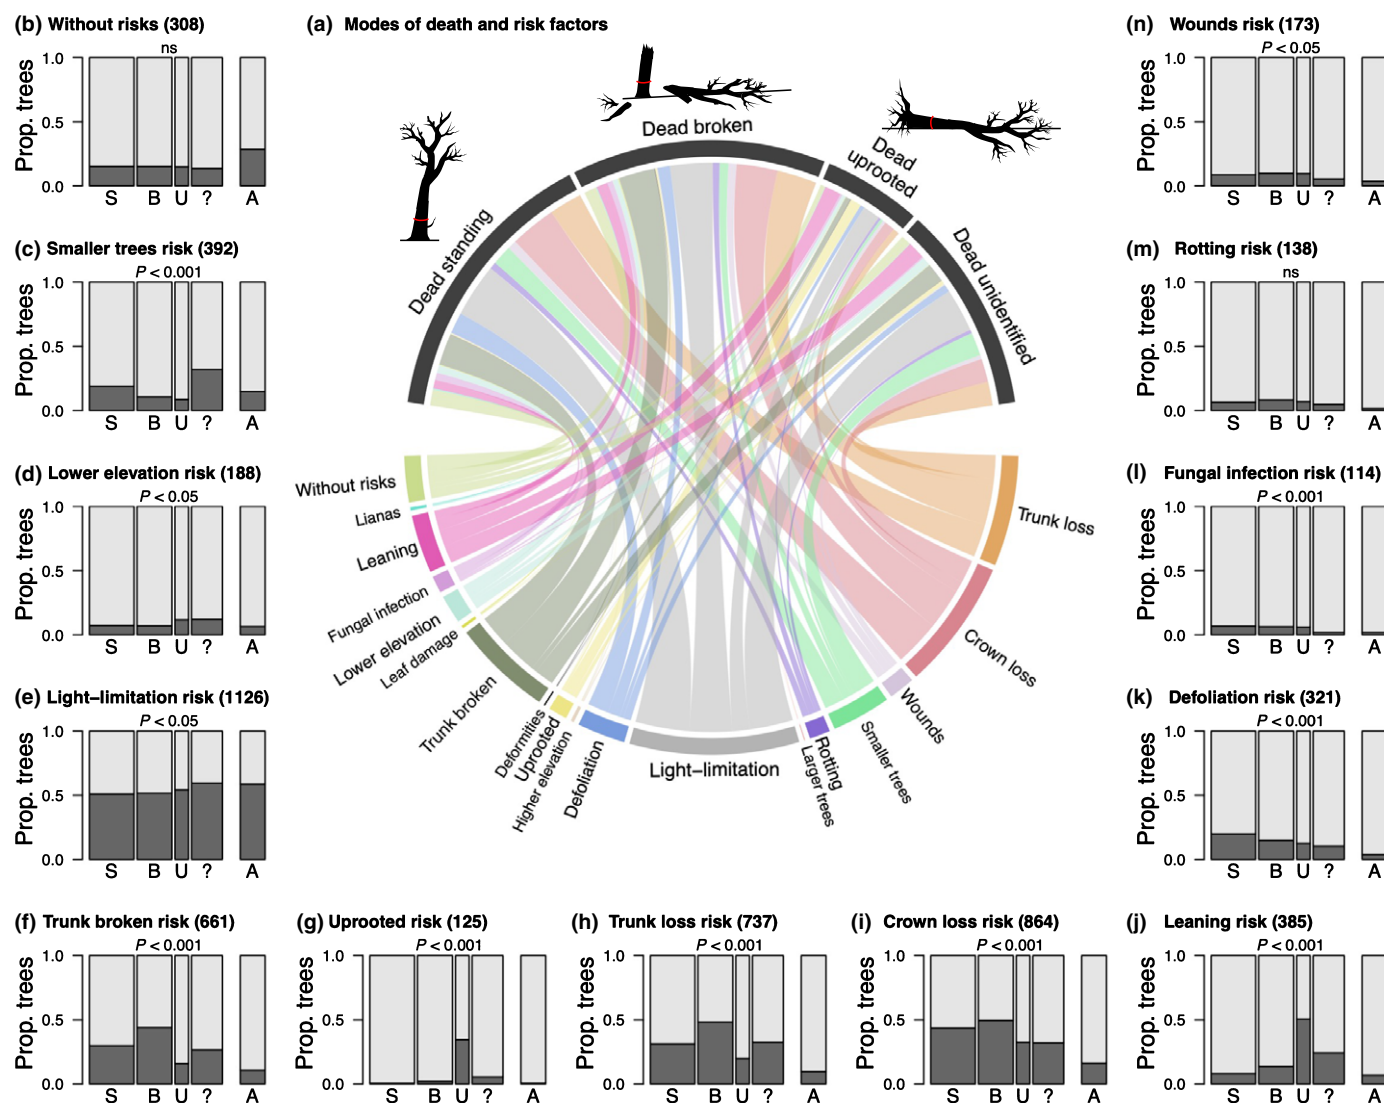 (a) Modes of death and risk factors
Dead standing
Dead broken
Dead
uprooted
Dead unidentified
Without risks
Lianas
Leaning
Fungal infection
Lower elevation
Leaf damage
Trunk broken
Deformities
Uprooted
Higher elevation
Defoliation
Light−limitation
Larger trees
Rotting
Smaller trees
Wounds
Crown loss
Trunk loss
(b) Without risks (308)
ns
Prop. trees
1.0
0.5
0.0
S B U ? A
(c) Smaller trees risk (392)
P < 0.001
Prop. trees
1.0
0.5
0.0
S B U ? A
(d) Lower elevation risk (188)
P < 0.05
Prop. trees
1.0
0.5
0.0
S B U ? A
(e) Light−limitation risk (1126)
P < 0.05
Prop. trees
1.0
0.5
0.0
S B U ? A
(f) Trunk broken risk (661)
P < 0.001
Prop. trees
1.0
0.5
0.0
S B U ? A
(g) Uprooted risk (125)
P < 0.001
Prop. trees
1.0
0.5
0.0
S B U ? A
(h) Trunk loss risk (737)
P < 0.001
Prop. trees
1.0
0.5
0.0
S B U ? A
(i) Crown loss risk (864)
P < 0.001
Prop. trees
1.0
0.5
0.0
S B U ? A
(j) Leaning risk (385)
P < 0.001
Prop. trees
1.0
0.5
0.0
S B U ? A
(k) Defoliation risk (321)
P < 0.001
Prop. trees
1.0
0.5
0.0
S B U ? A
(l) Fungal infection risk (114)
P < 0.001
Prop. trees
1.0
0.5
0.0
S B U ? A
(m) Rotting risk (138)
ns
Prop. trees
1.0
0.5
0.0
S B U ? A
(n) Wounds risk (173)
P < 0.05
Prop. trees
1.0
0.5
0.0
S B U ? A